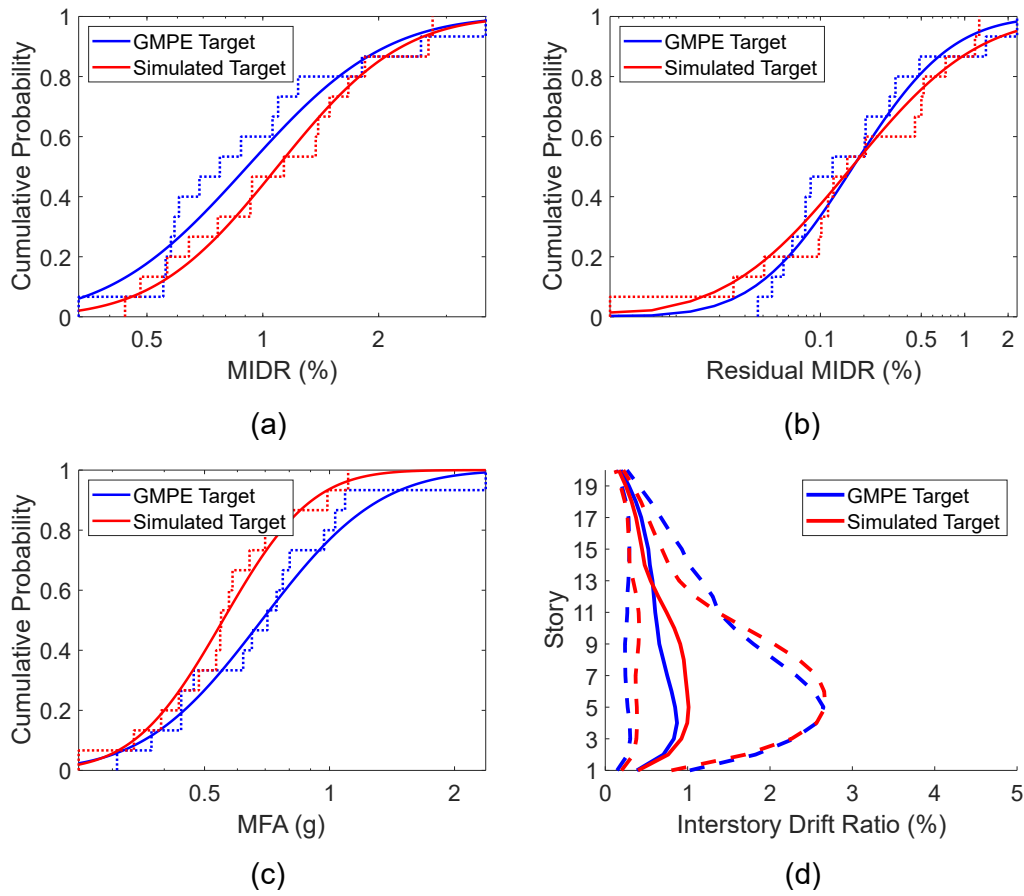 1
0.8
0.6
0.4
0.2
0
Cumulative Probability
GMPE Target
Simulated Target
0.5
1
2
MIDR (%)
(a)
1
0.8
0.6
0.4
0.2
0
Cumulative Probability
GMPE Target
Simulated Target
0.1
0.5
1
2
Residual MIDR (%)
(b)
1
0.8
0.6
0.4
0.2
0
Cumulative Probability
GMPE Target
Simulated Target
0.5
1
2
MFA (g)
(c)
19
17
15
13
11
9
7
5
3
1
Story
GMPE Target
Simulated Target
0
1
2
3
4
5
Interstory Drift Ratio (%)
(d)